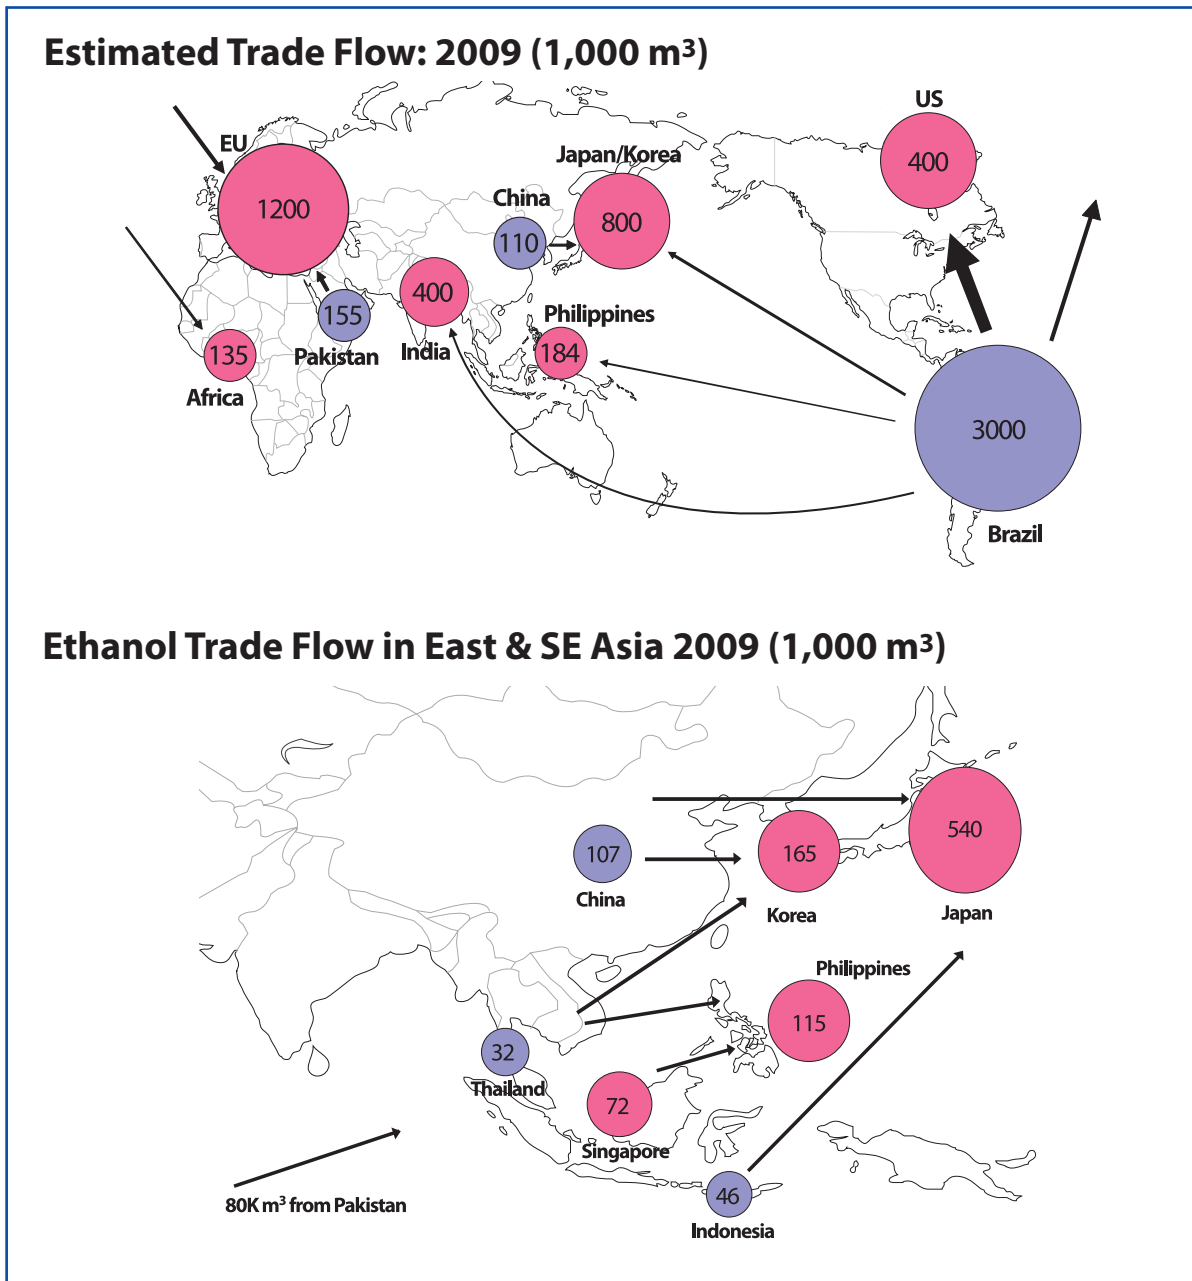 Estimated Trade Flow: 2009 (1,000 m³)
US
EU
400
Japan/Korea
1200
China
800
110
400
155
Philippines
184
135
Pakistan
India
Africa
3000
Brazil
Ethanol Trade Flow in East & SE Asia 2009 (1,000 m³)
540
107
165
China
Korea
Japan
Philippines
115
32
Thailand
72
Singapore
80K m³ from Pakistan
46
Indonesia